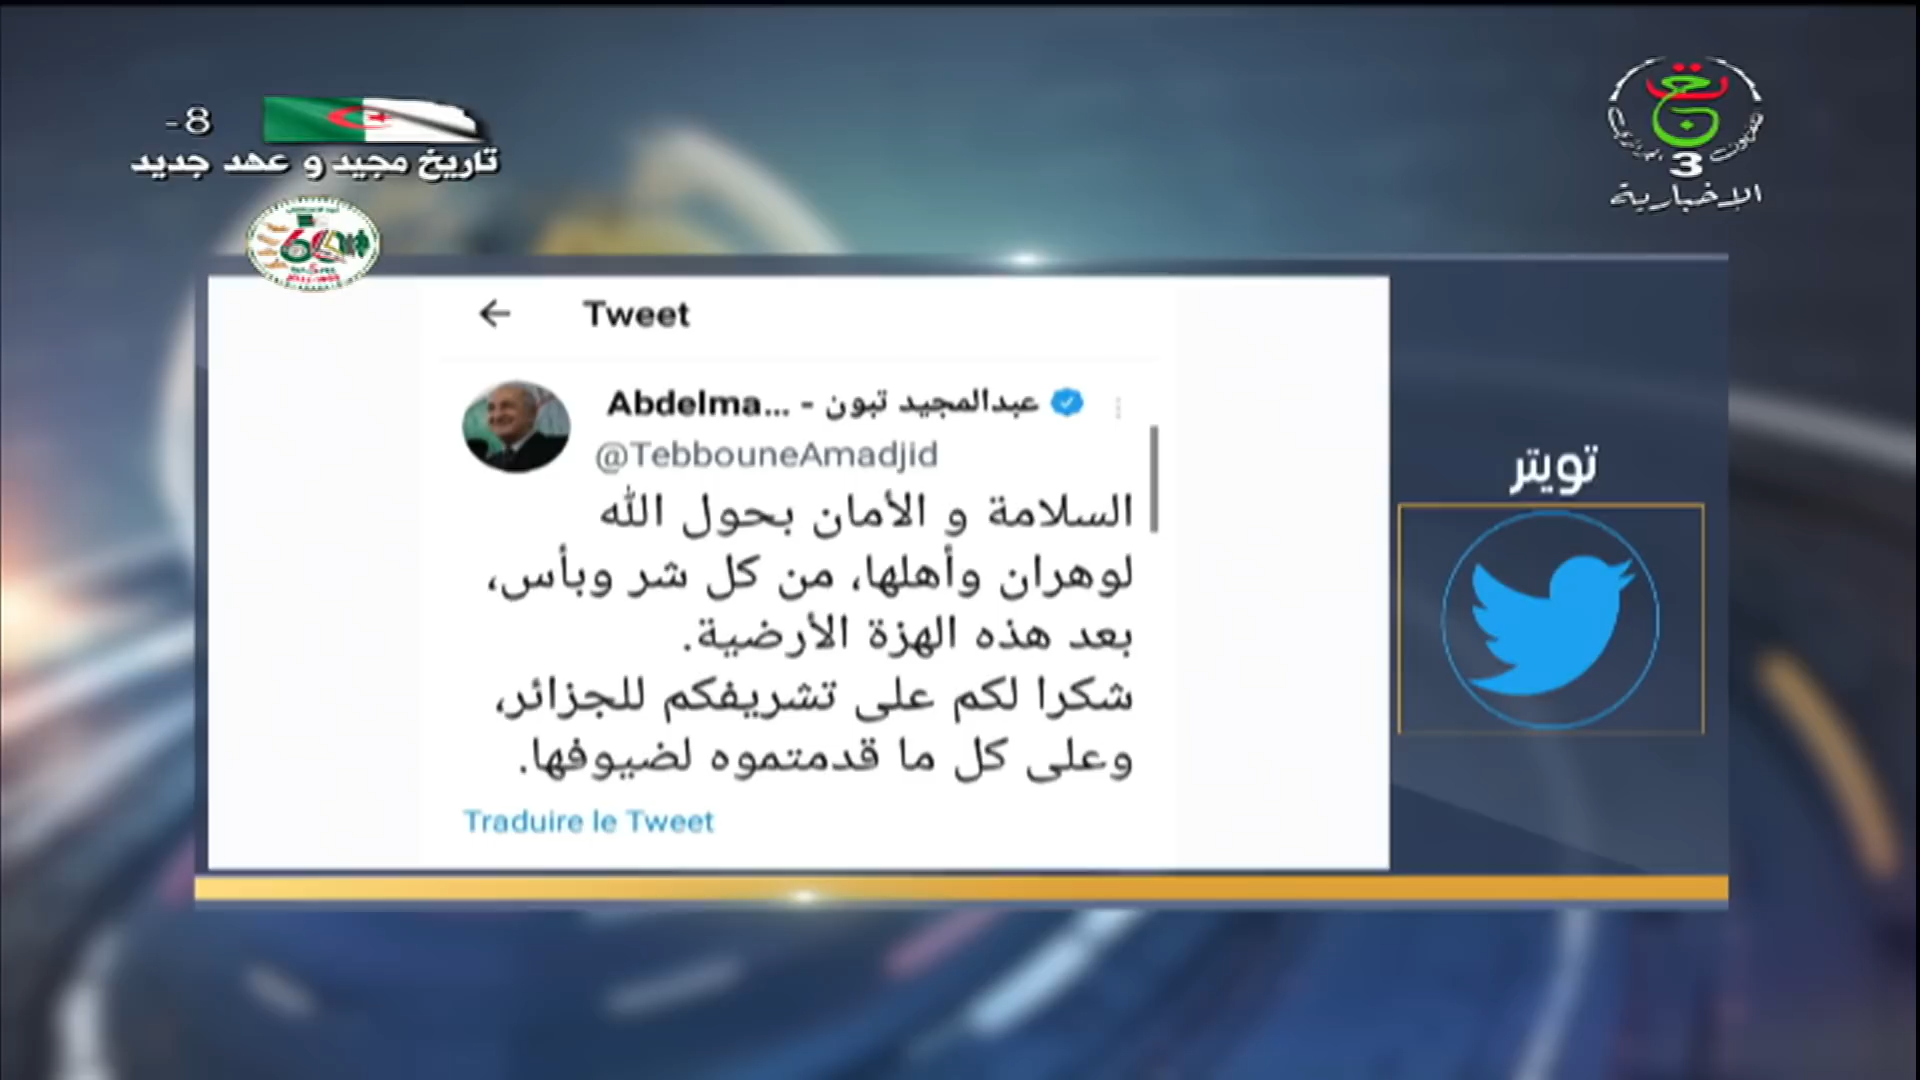 -8
تاريخ مجيد و عهد جديد
60
3
الإخبارية
Tweet
Abdelma... - عبدالمجيد تبون
@TebbouneAmadjid
السلامة و الأمان بحول الله
لوهران وأهلها، من كل شر وبأس،
بعد هذه الهزة الأرضية.
شكرا لكم على تشريفكم للجزائر،
وعلى كل ما قدمتموه لضيوفها.
Traduire le Tweet
تويتر